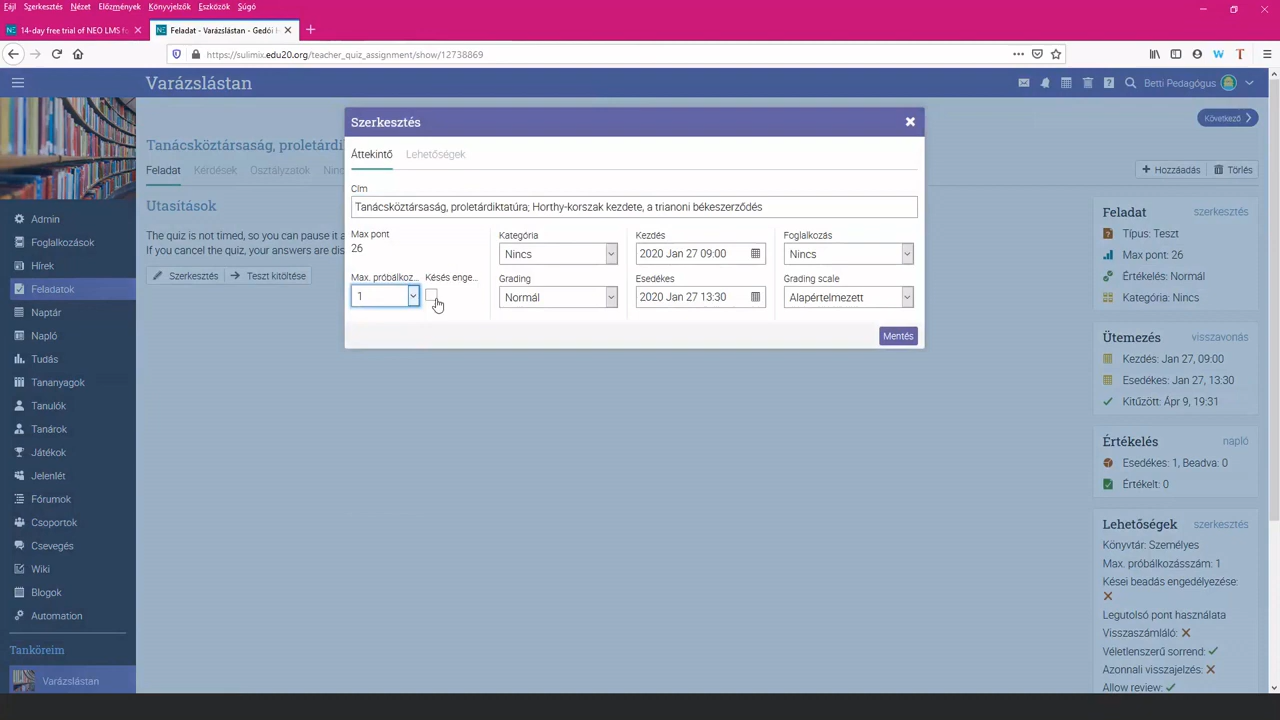 Fájl Szerkesztés Nézet Előzmények Könyvjelzők Eszközök Súgó
14-day free trial of NEO LMS fo
Feladat - Varázslástan - Gedői H
https://sulimix.edu20.org/teacher_quiz_assignment/show/12738869
Varázslástan
Betti Pedagógus
Szerkesztés
Következő
Tanácsköztársaság, proletárdi
Áttekintő Lehetőségek
Feladat Kérdések Osztályzatok Ninc
Hozzáadás Törlés
Cím
Tanácsköztársaság, proletárdiktatúra; Horthy-korszak kezdete, a trianoni békeszerződés
Utasítások
The quiz is not timed, so you can pause it a
If you cancel the quiz, your answers are dis
Szerkesztés Teszt kitöltése
Max pont
26
Kategória
Nincs
Kezdés
2020 Jan 27 09:00
Foglalkozás
Nincs
Max. próbálkoz...
1
Késés enge...
Grading
Normál
Esedékes
2020 Jan 27 13:30
Grading scale
Alapértelmezett
Mentés
Admin
Foglalkozások
Hírek
Feladatok
Naptár
Napló
Tudás
Tananyagok
Tanulók
Tanárok
Játékok
Jelenlét
Fórumok
Csoportok
Csevegés
Wiki
Blogok
Automation
Tanköreim
Varázslástan
Feladat szerkesztés
Típus: Teszt
Max pont: 26
Értékelés: Normál
Kategória: Nincs
Ütemezés visszavonás
Kezdés: Jan 27, 09:00
Esedékes: Jan 27, 13:30
Kitűzött: Ápr 9, 19:31
Értékelés napló
Esedékes: 1, Beadva: 0
Értékelt: 0
Lehetőségek szerkesztés
Könyvtár: Személyes
Max. próbálkozásszám: 1
Kései beadás engedélyezése:
Legutolsó pont használata
Visszaszámláló:
Véletlenszerű sorrend:
Azonnali visszajelzés:
Allow review: